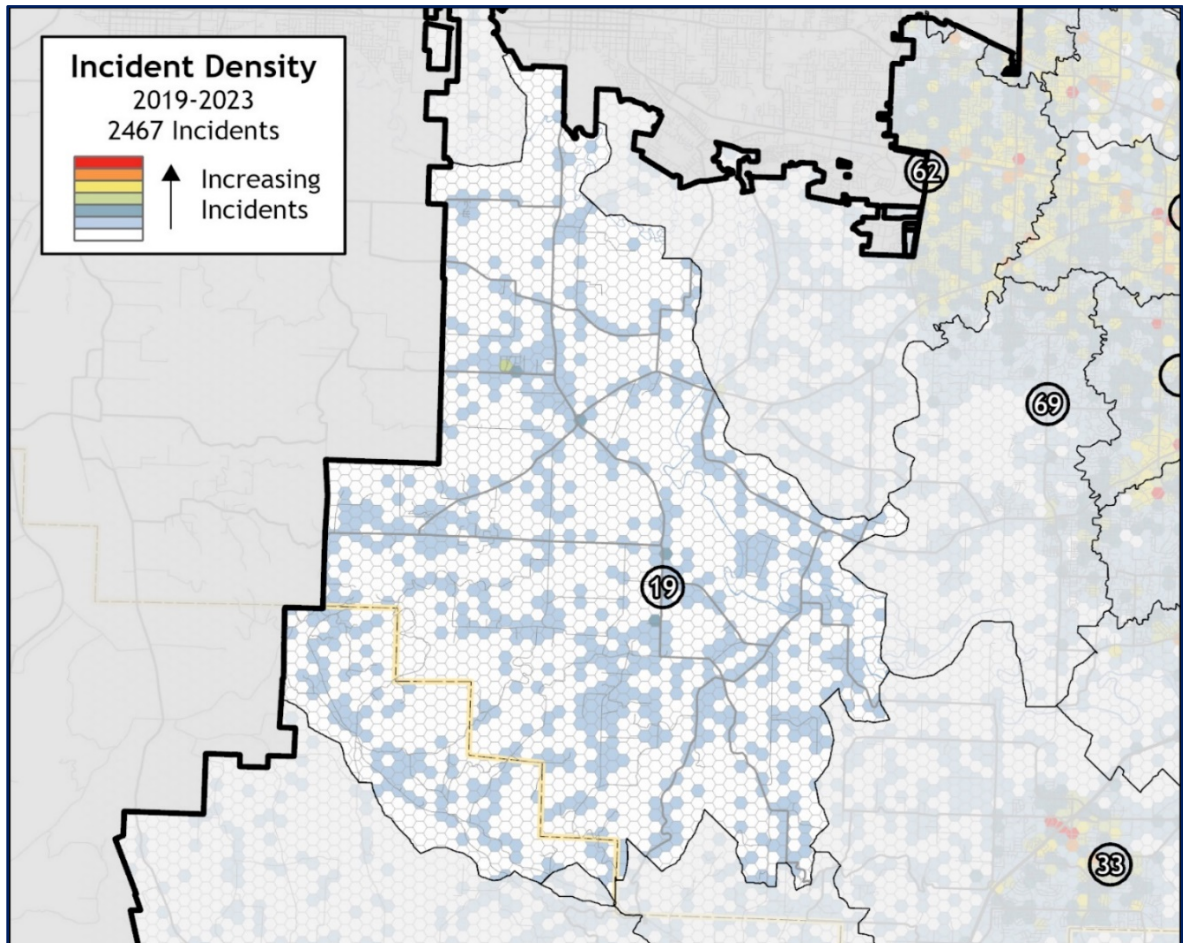 Incident Density
2019-2023
2467 Incidents
Increasing
Incidents
62
69
19
33